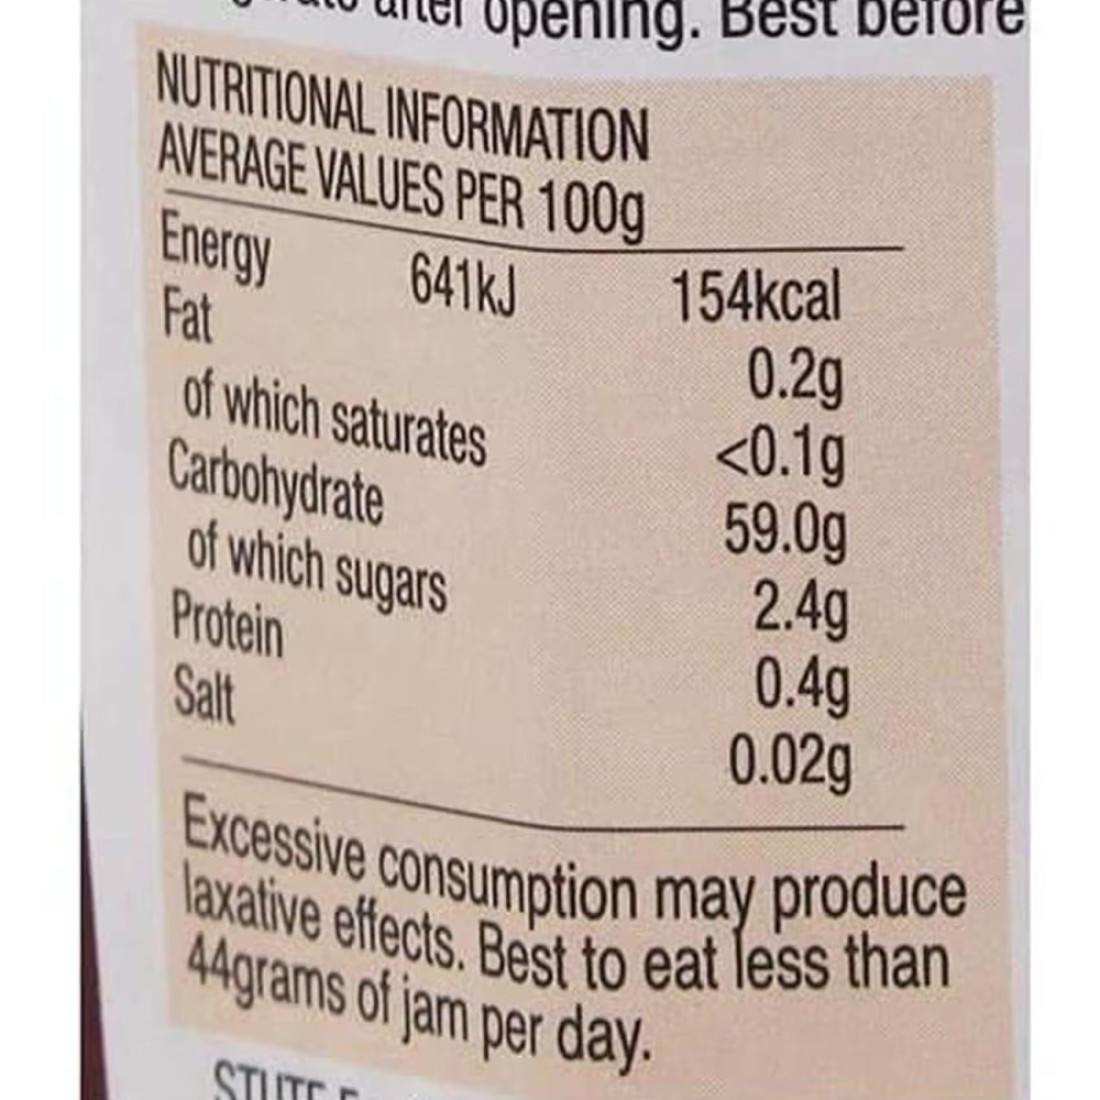 after opening. Best before
NUTRITIONAL INFORMATION
AVERAGE VALUES PER 100g
Energy 641kJ 154kcal
Fat 0.2g
of which saturates <0.1g
Carbohydrate 59.0g
of which sugars 2.4g
Protein 0.4g
Salt 0.02g
Excessive consumption may produce
laxative effects. Best to eat less than
44grams of jam per day.
STUTE